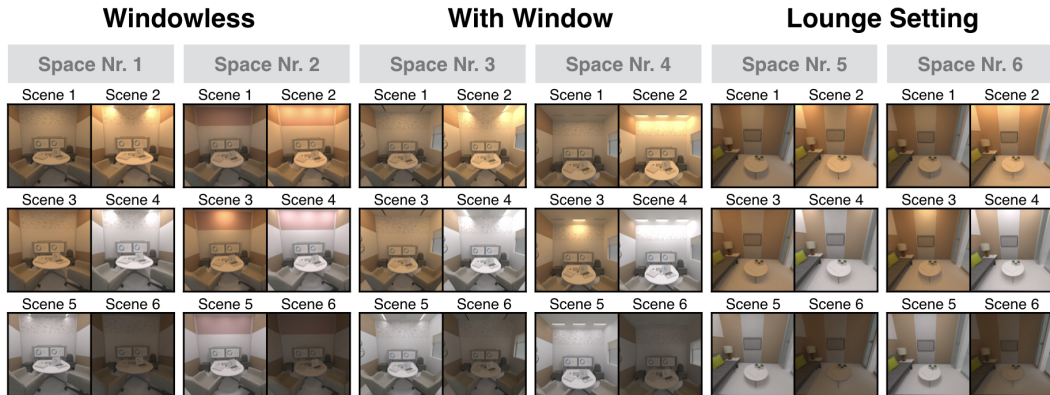 Windowless With Window Lounge Setting
Space Nr. 1 Space Nr. 2 Space Nr. 3 Space Nr. 4 Space Nr. 5 Space Nr. 6
Scene 1 Scene 2 Scene 1 Scene 2 Scene 1 Scene 2 Scene 1 Scene 2 Scene 1 Scene 2 Scene 1 Scene 2
Scene 3 Scene 4 Scene 3 Scene 4 Scene 3 Scene 4 Scene 3 Scene 4 Scene 3 Scene 4 Scene 3 Scene 4
Scene 5 Scene 6 Scene 5 Scene 6 Scene 5 Scene 6 Scene 5 Scene 6 Scene 5 Scene 6 Scene 5 Scene 6